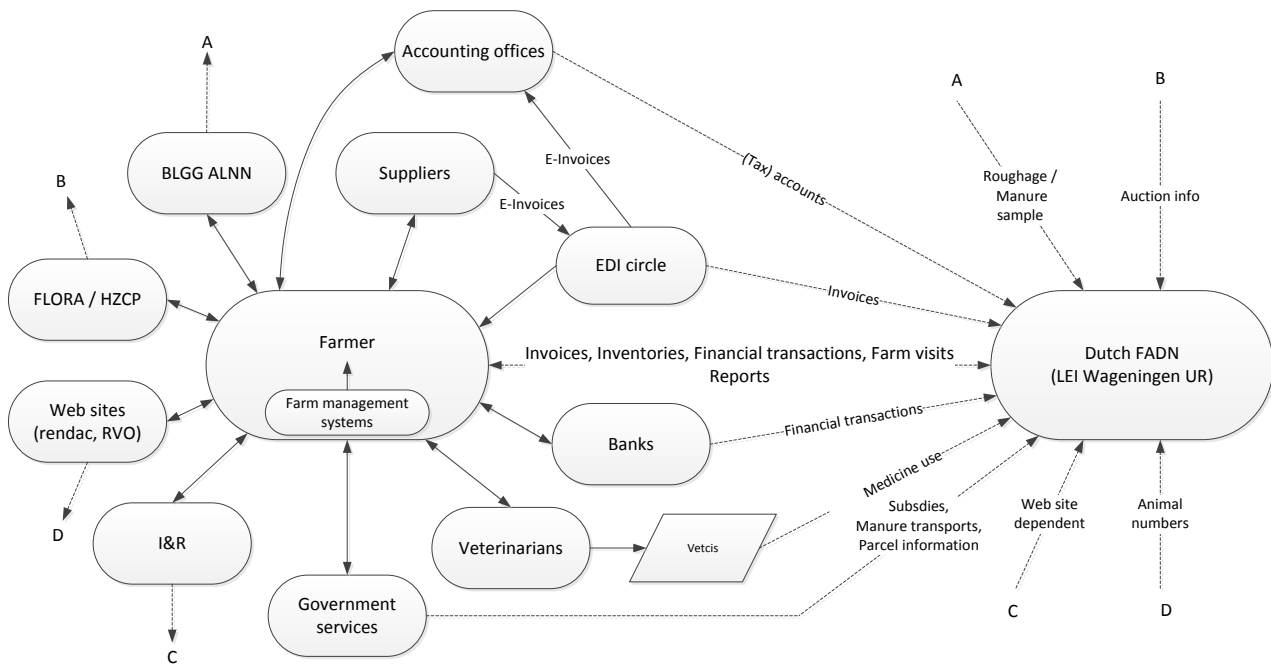 A
Accounting offices
A
B
BLGG ALNN
Suppliers
E-Invoices
(Tax) accounts
Roughage /
Manure
sample
Auction info
B
E-Invoices
FLORA / HZCP
EDI circle
Invoices
Farmer
Invoices, Inventories, Financial transactions, Farm visits
Reports
Dutch FADN
(LEI Wageningen UR)
Farm management
systems
Web sites
(rendac, RVO)
Banks
Financial transactions
Medicine use
D
I&R
Veterinarians
Vetcis
Subsdies,
Manure transports,
Parcel information
Web site
dependent
Animal
numbers
Government
services
C
D
C